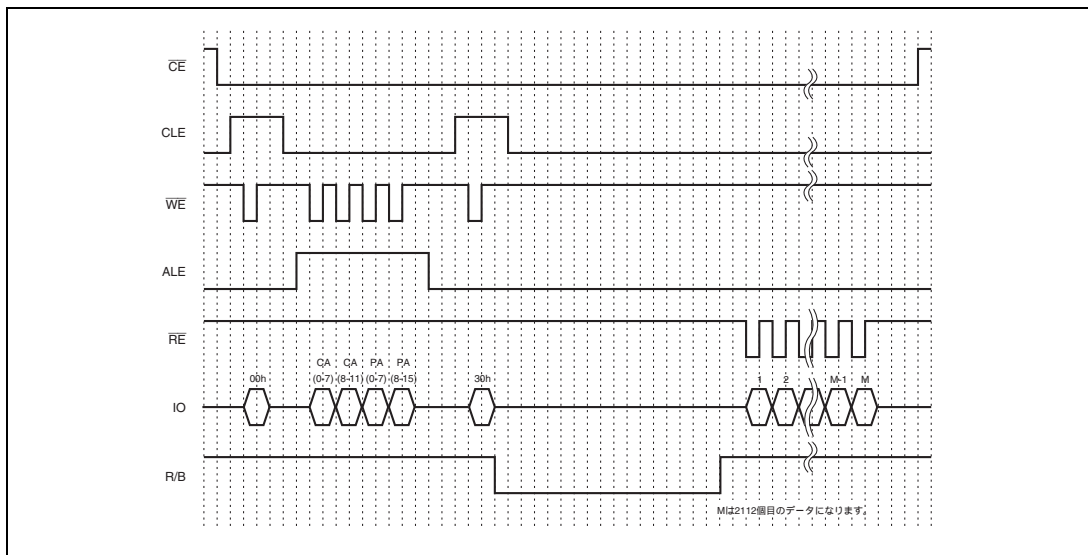 CE
CLE
WE
ALE
RE
CA CA PA PA
00h (0-7) (8-11) (0-7) (8-15) 30h 1 2 M-1 M
IO
R/B
Mは2112個目のデータになります。